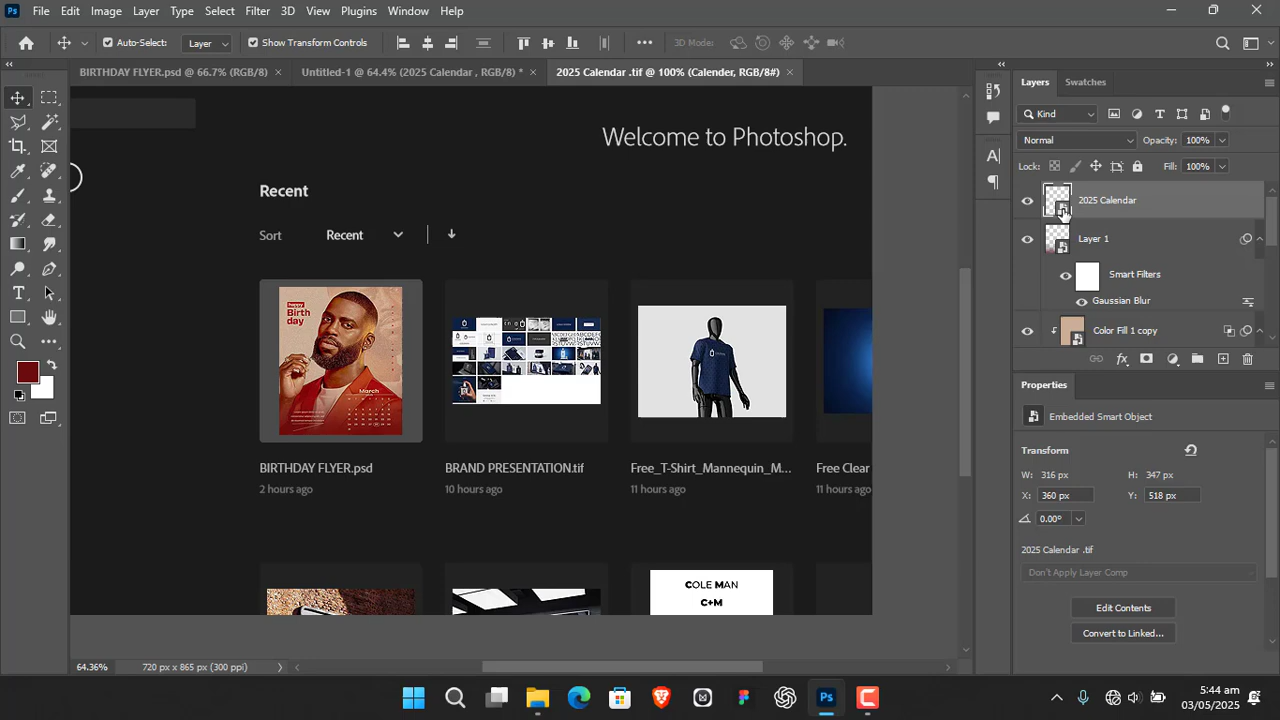 Ps File Edit Image Layer Type Select Filter 3D View Plugins Window Help
Auto-Select: Layer Show Transform Controls 3D Mode:
BIRTHDAY FLYER.psd @ 66.7% (RGB/8) × Untitled-1 @ 64.4% (2025 Calendar , RGB/8) * × 2025 Calendar .tif @ 100% (Calender, RGB/8#) ×
Layers Swatches
Kind
Normal Opacity: 100%
Lock: Fill: 100%
2025 Calendar
Layer 1
Smart Filters
Gaussian Blur
Color Fill 1 copy
Properties
Embedded Smart Object
Transform
W: 316 px H: 347 px
X: 360 px Y: 518 px
0.00°
2025 Calendar .tif
Don't Apply Layer Comp
Edit Contents
Convert to Linked...
Welcome to Photoshop.
Recent
Sort Recent
Happy
Birth
day
March
BIRTHDAY FLYER.psd BRAND PRESENTATION.tif Free_T-Shirt_Mannequin_M... Free Clear
2 hours ago 10 hours ago 11 hours ago 11 hours ago
COLE MAN
C+M
64.36% 720 px x 865 px (300 ppi)
Ps
5:44 am
03/05/2025